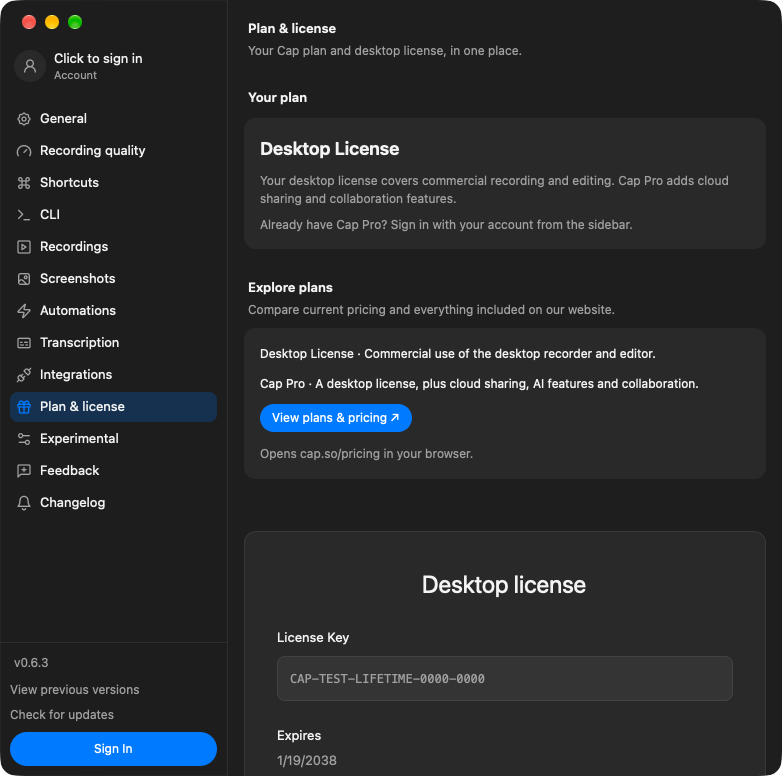 Click to sign in
Account
General
Recording quality
Shortcuts
CLI
Recordings
Screenshots
Automations
Transcription
Integrations
Plan & license
Experimental
Feedback
Changelog
v0.6.3
View previous versions
Check for updates
Sign In
Plan & license
Your Cap plan and desktop license, in one place.
Your plan
Desktop License
Your desktop license covers commercial recording and editing. Cap Pro adds cloud
sharing and collaboration features.
Already have Cap Pro? Sign in with your account from the sidebar.
Explore plans
Compare current pricing and everything included on our website.
Desktop License · Commercial use of the desktop recorder and editor.
Cap Pro · A desktop license, plus cloud sharing, AI features and collaboration.
View plans & pricing ↗
Opens cap.so/pricing in your browser.
Desktop license
License Key
CAP-TEST-LIFETIME-0000-0000
Expires
1/19/2038